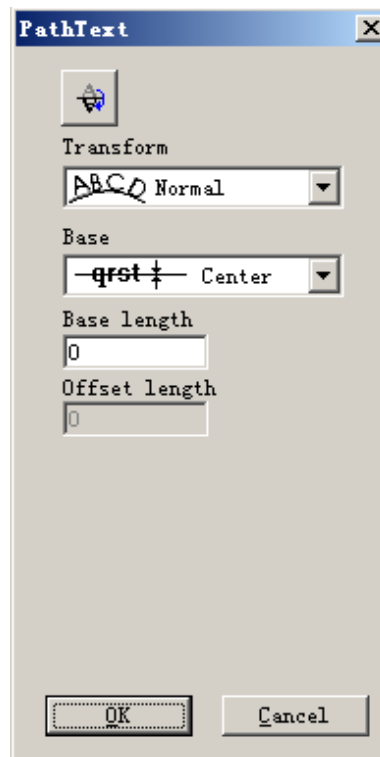 PathText
Transform
ABCD Normal
Base
qrst Center
Base length
0
Offset length
0
OK
Cancel